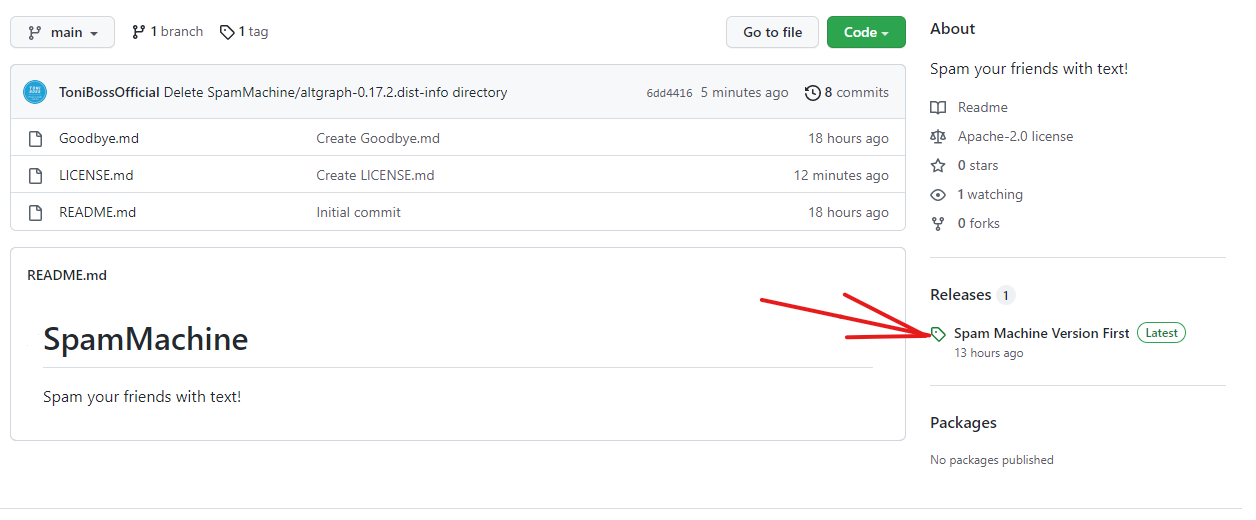 main
1 branch
1 tag
Go to file
Code
ToniBossOfficial Delete SpamMachine/altgraph-0.17.2.dist-info directory
6dd4416 5 minutes ago
8 commits
Goodbye.md Create Goodbye.md 18 hours ago
LICENSE.md Create LICENSE.md 12 minutes ago
README.md Initial commit 18 hours ago
README.md
SpamMachine
Spam your friends with text!
About
Spam your friends with text!
Readme
Apache-2.0 license
0 stars
1 watching
0 forks
Releases 1
Spam Machine Version First Latest
13 hours ago
Packages
No packages published